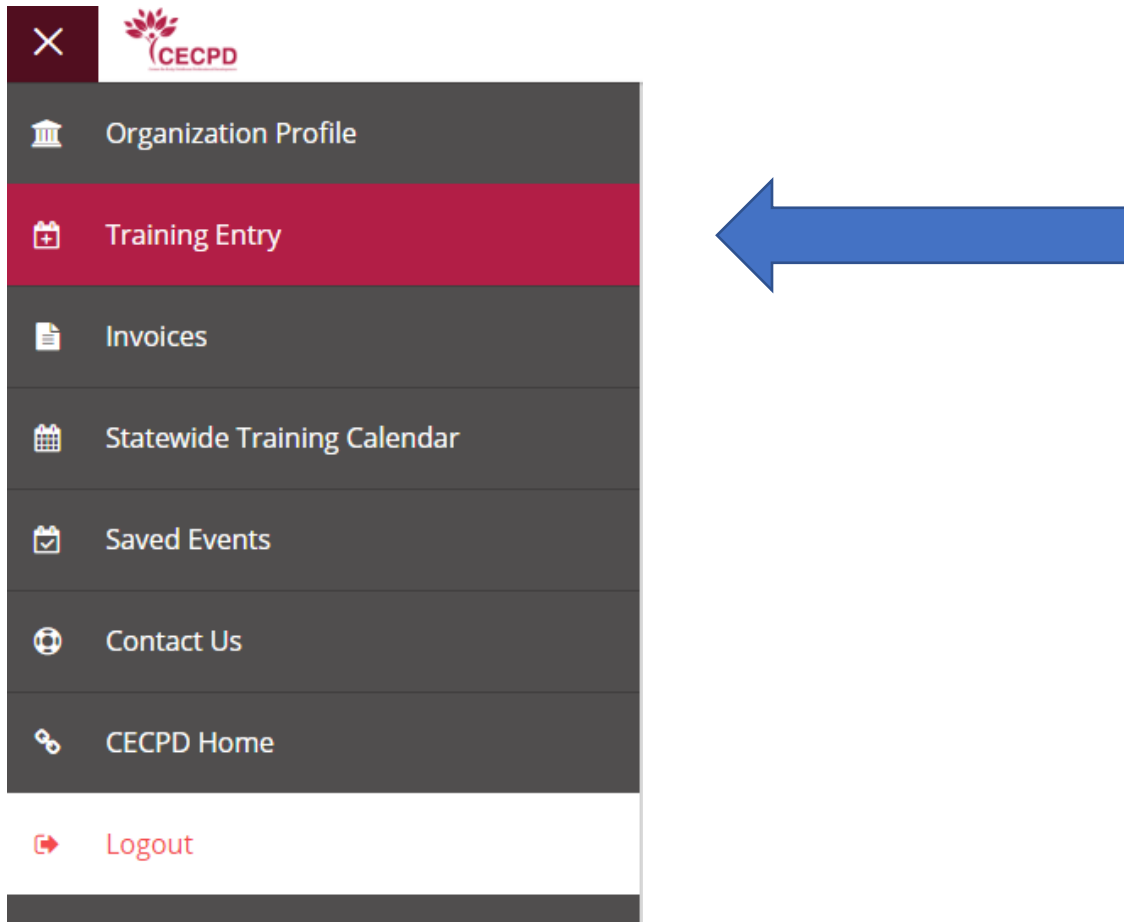 CECPD
Organization Profile
Training Entry
Invoices
Statewide Training Calendar
Saved Events
Contact Us
CECPD Home
Logout